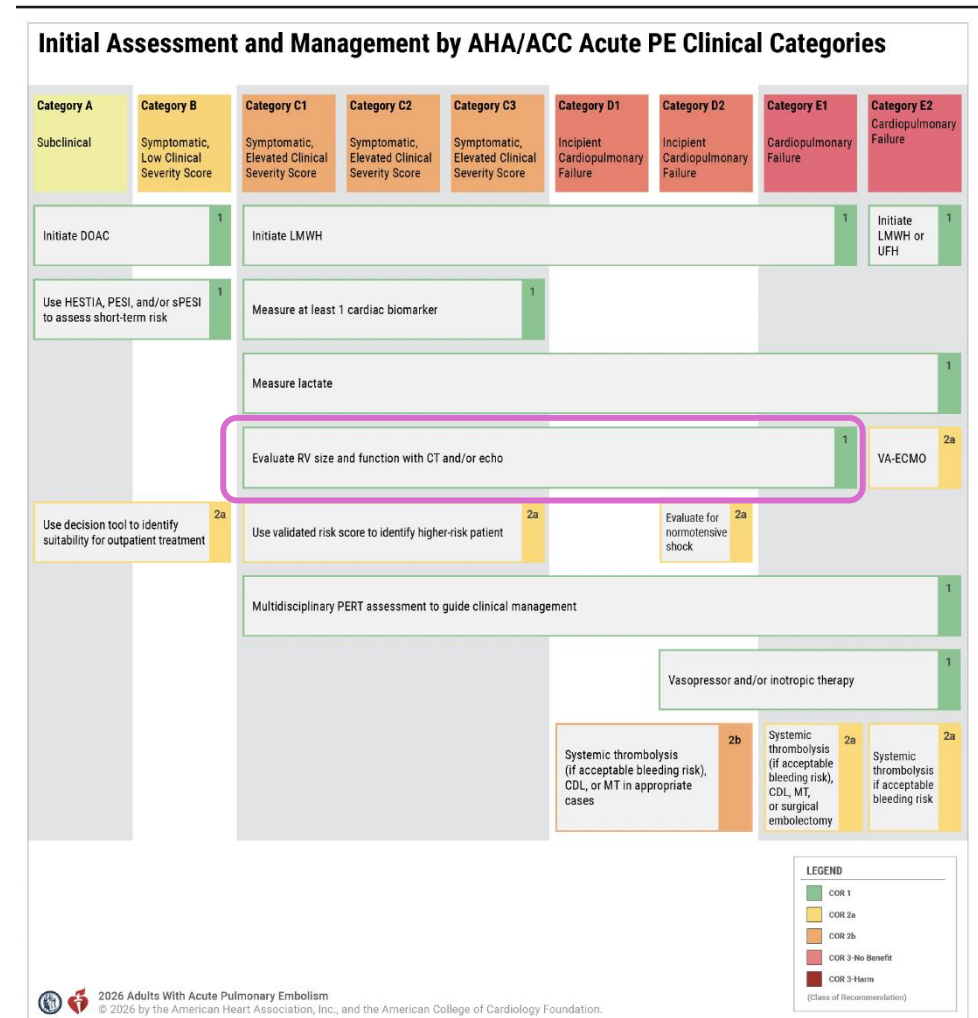 Initial Assessment and Management by AHA/ACC Acute PE Clinical Categories
Category A
Subclinical
Category B
Symptomatic,
Low Clinical
Severity Score
Category C1
Symptomatic,
Elevated Clinical
Severity Score
Category C2
Symptomatic,
Elevated Clinical
Severity Score
Category C3
Symptomatic,
Elevated Clinical
Severity Score
Category D1
Incipient
Cardiopulmonary
Failure
Category D2
Incipient
Cardiopulmonary
Failure
Category E1
Cardiopulmonary
Failure
Category E2
Cardiopulmonary
Failure
Initiate DOAC
1
Initiate LMWH
1
Initiate
LMWH or
UFH
1
Use HESTIA, PESI, and/or sPESI
to assess short-term risk
1
Measure at least 1 cardiac biomarker
1
Measure lactate
1
Evaluate RV size and function with CT and/or echo
1
VA-ECMO
2a
Use decision tool to identify
suitability for outpatient treatment
2a
Use validated risk score to identify higher-risk patient
2a
Evaluate for
normotensive
shock
2a
Multidisciplinary PERT assessment to guide clinical management
1
Vasopressor and/or inotropic therapy
1
Systemic thrombolysis
(if acceptable bleeding risk),
CDL, or MT in appropriate
cases
2b
Systemic
thrombolysis
(if acceptable
bleeding risk),
CDL, MT,
or surgical
embolectomy
2a
Systemic
thrombolysis
if acceptable
bleeding risk
2a
LEGEND
COR 1
COR 2a
COR 2b
COR 3-No Benefit
COR 3-Harm
(Class of Recommendation)
2026 Adults With Acute Pulmonary Embolism
© 2026 by the American Heart Association, Inc., and the American College of Cardiology Foundation.